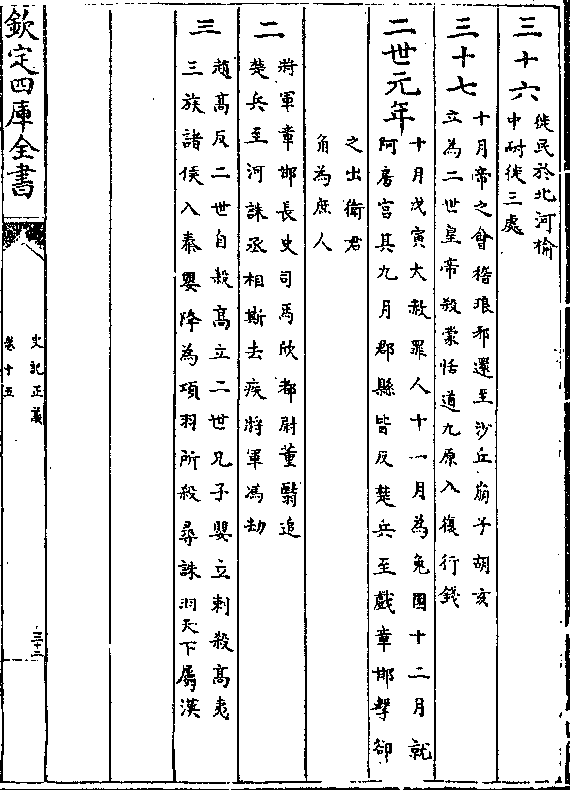 三十六
徙民於北河榆
中耐徙三處
三十七
十月帝之會稽琅邪還至沙丘崩子胡亥
立為二世皇帝殺蒙恬道九原入復行錢
二世元年
十月戊寅大赦罪人十一月為兔園十二月就
阿房宮其九月郡縣皆反楚兵至戲章邯擊卻
之出衞君
角為庶人
二
將軍章邯長史司馬欣都尉董翳追
楚兵至河誅丞相斯去疾將軍馮劫
三
趙高反二世自殺高立二世兄子嬰立刺殺高夷
三族諸侯入秦嬰降為項羽所殺尋誅羽天下屬漢
欽定四庫全書
史記正義
卷十五
三十二